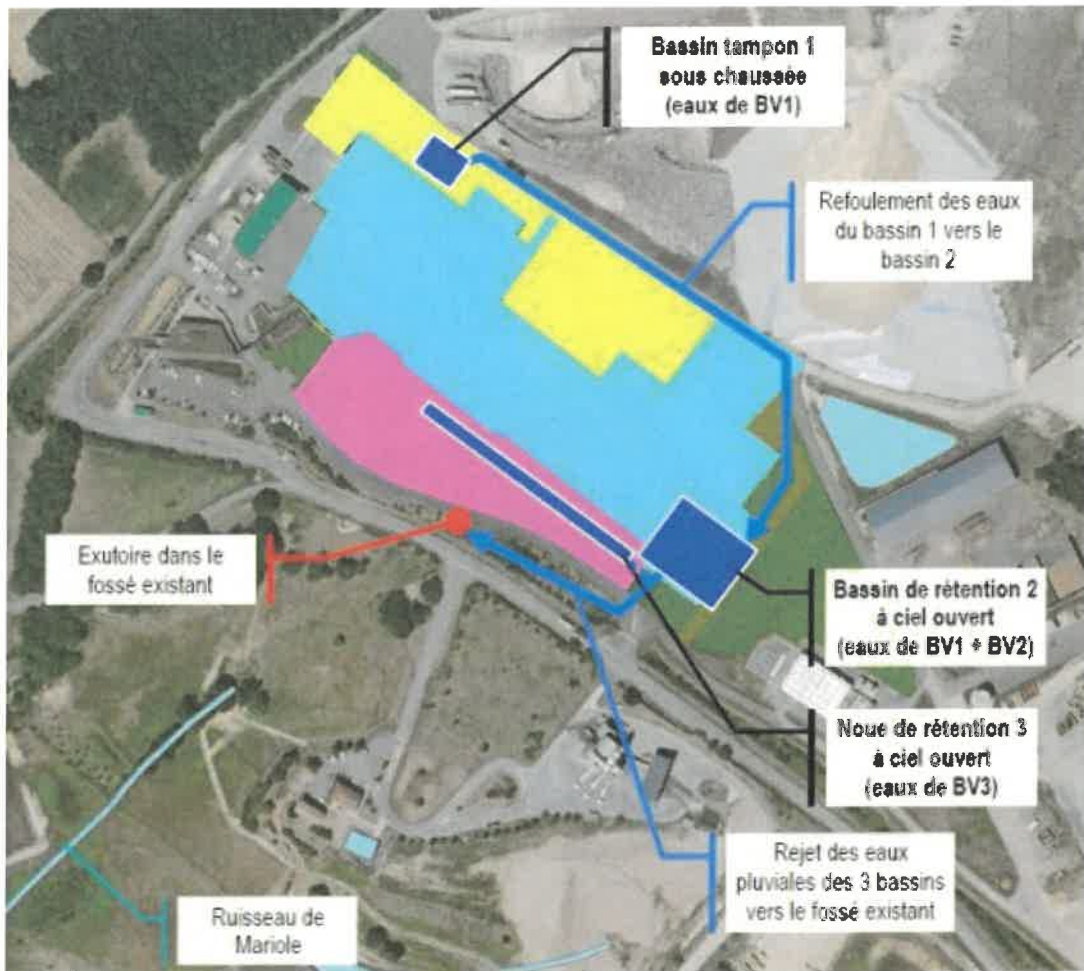 Bassin tampon 1
sous chaussée
(eaux de BV1)
Refoulement des eaux
du bassin 1 vers le
bassin 2
Exutoire dans le
fossé existant
Bassin de rétention 2
à ciel ouvert
(eaux de BV1 + BV2)
Noue de rétention 3
à ciel ouvert
(eaux de BV3)
Rejet des eaux
pluviales des 3 bassins
vers le fossé existant
Ruisseau de
Mariole